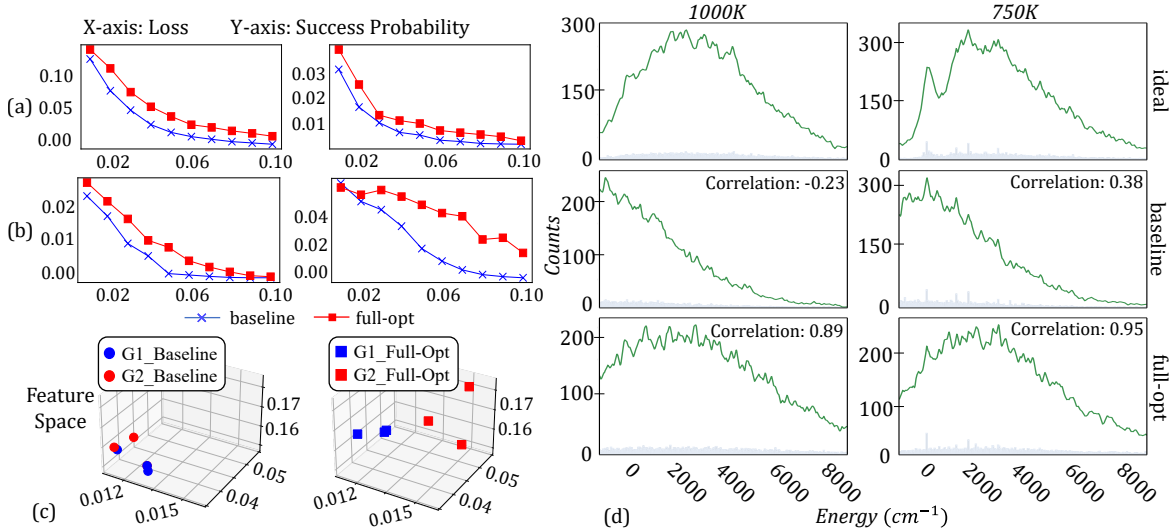 X-axis: Loss Y-axis: Success Probability
(a)
0.10
0.05
0.00
0.02 0.06 0.10
0.03
0.02
0.01
0.02 0.06 0.10
(b)
0.02
0.01
0.00
0.02 0.06 0.10
0.04
0.02
0.00
0.02 0.06 0.10
baseline full-opt
G1_Baseline
G2_Baseline
Feature
Space
0.17
0.16
0.05
0.04
0.012
0.015
G1_Full-Opt
G2_Full-Opt
0.17
0.16
0.05
0.04
0.012
0.015
(c)
1000K 750K
300
150
0
300
150
0
ideal
Counts
Correlation: -0.23
200
100
0
Correlation: 0.38
300
150
0
baseline
Correlation: 0.89
200
100
0
Correlation: 0.95
200
100
0
full-opt
0 2000 4000 6000 8000
0 2000 4000 6000 8000
(d)
Energy (cm⁻¹)